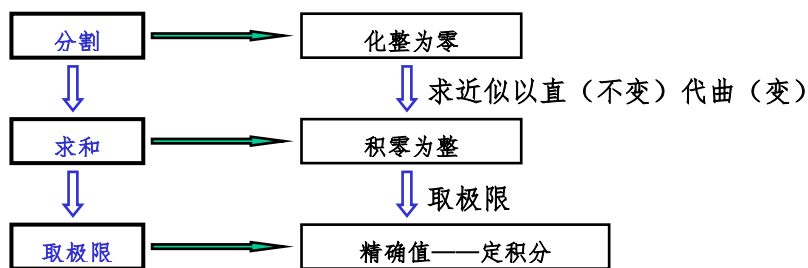 分割 化整为零
求近似以直（不变）代曲（变）
求和 积零为整
取极限
取极限 精确值——定积分